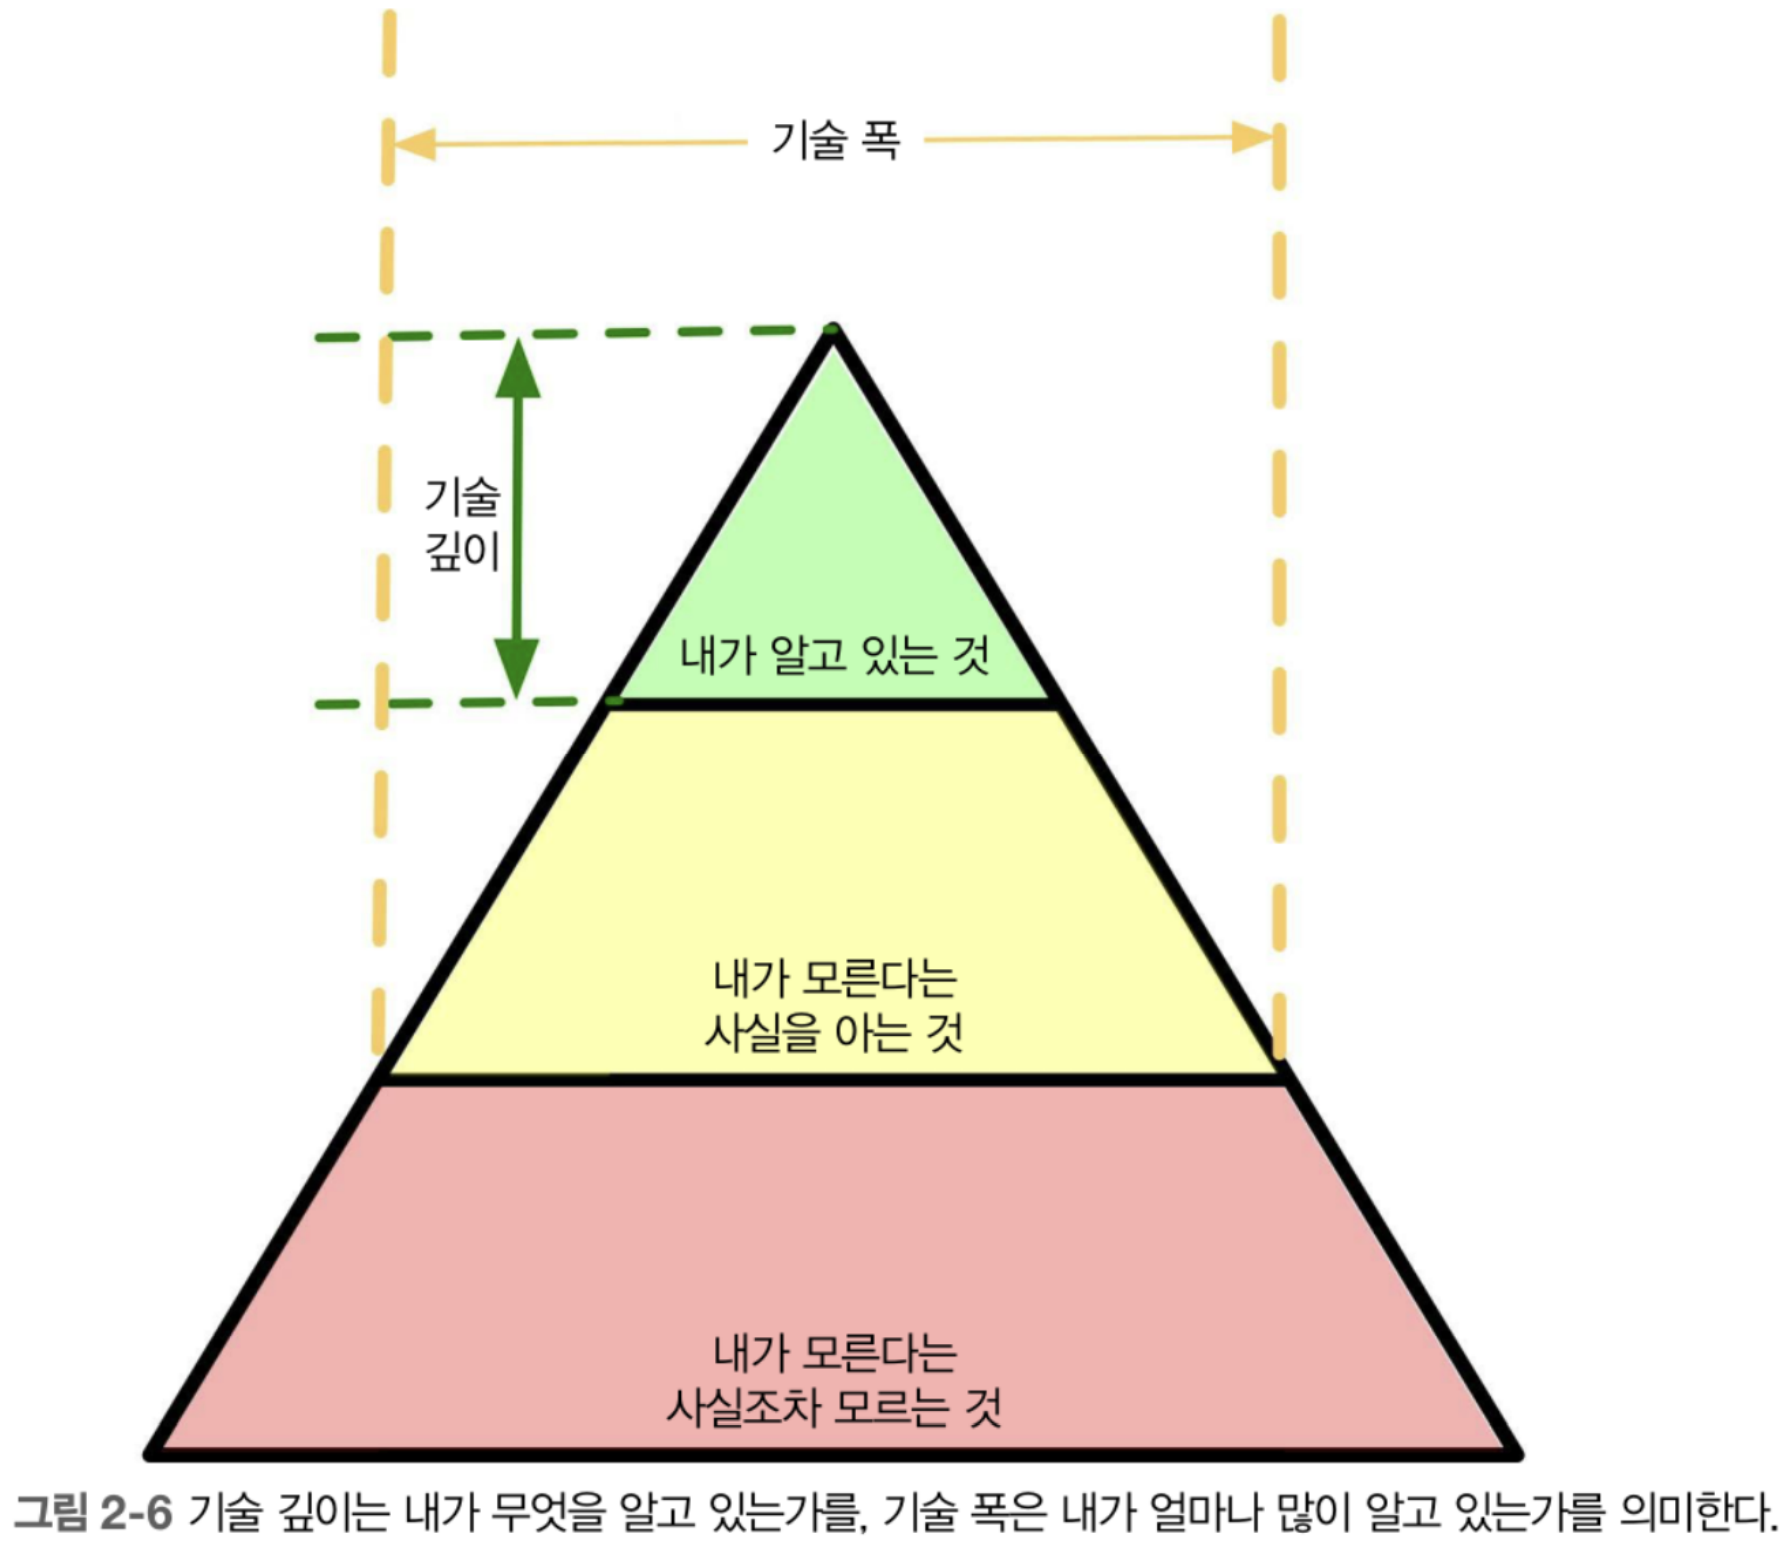 기술 폭
기술
깊이
내가 알고 있는 것
내가 모른다는
사실을 아는 것
내가 모른다는
사실조차 모르는 것
그림 2-6 기술 깊이는 내가 무엇을 알고 있는가를, 기술 폭은 내가 얼마나 많이 알고 있는가를 의미한다.